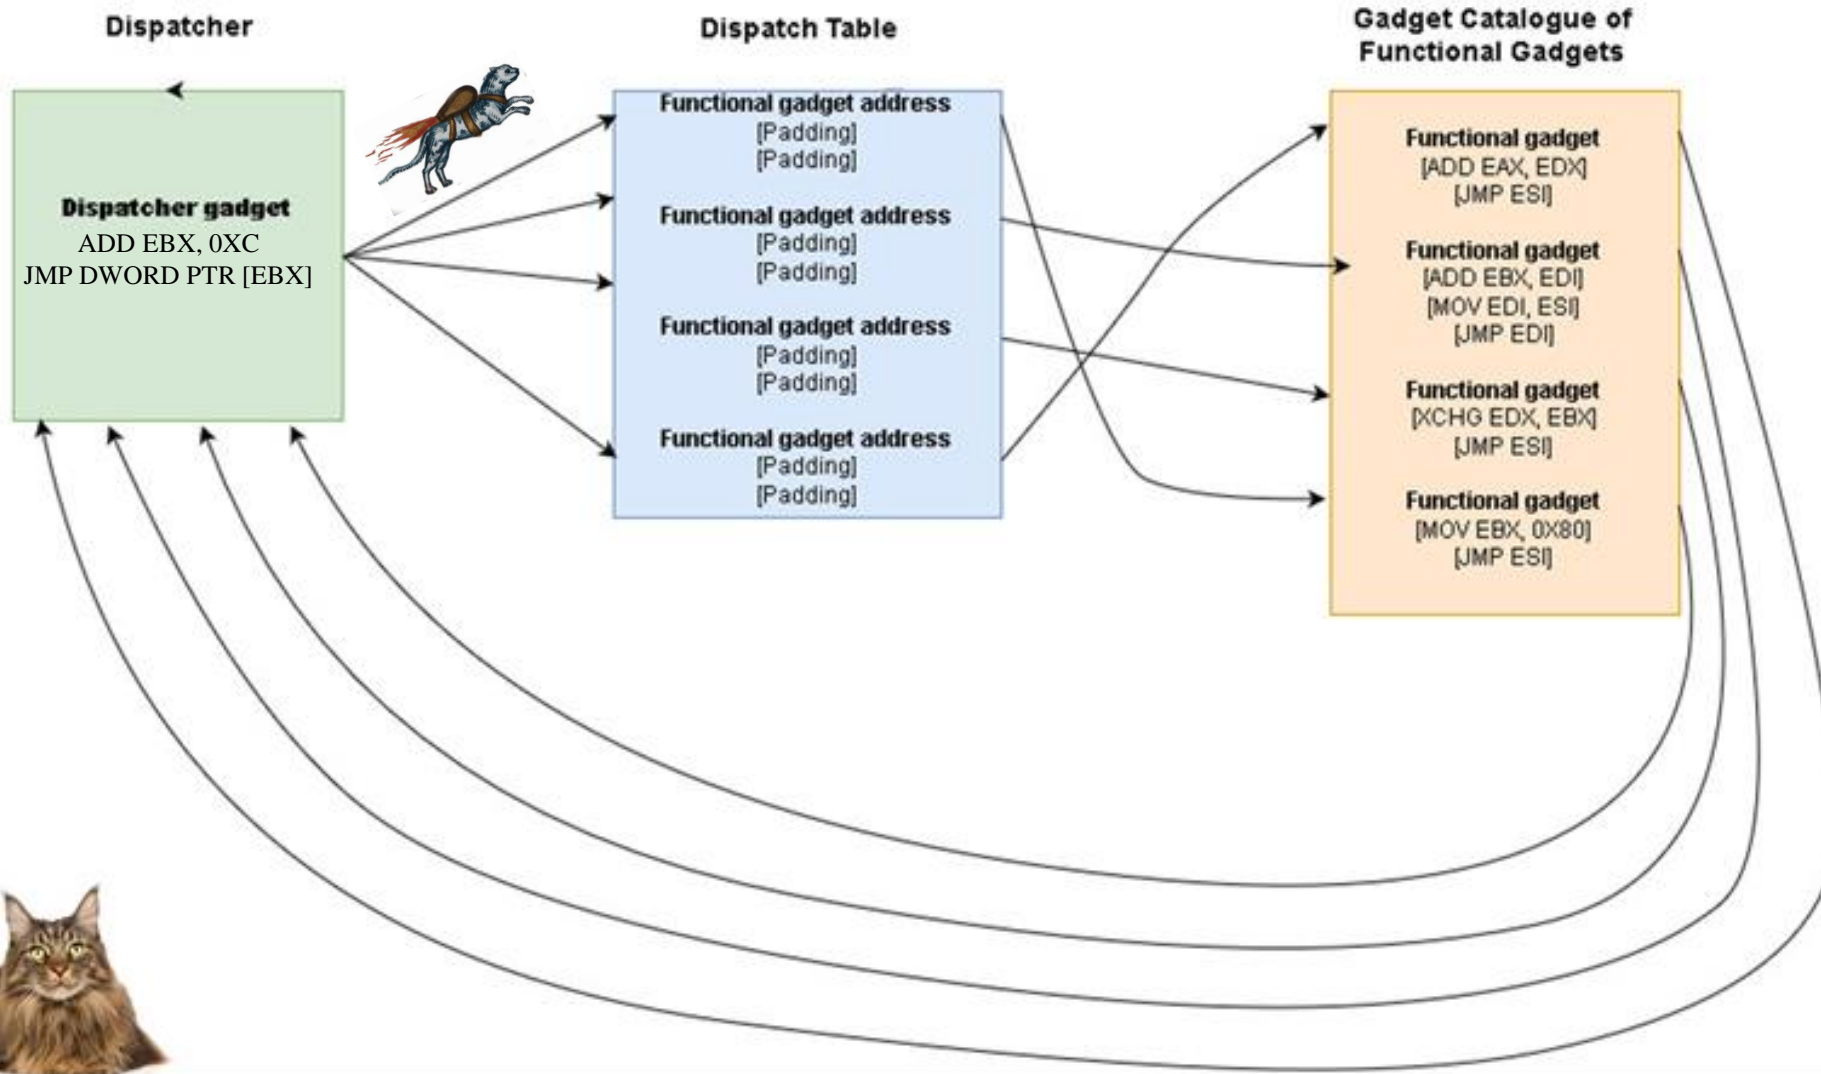 Dispatcher
Dispatcher gadget
ADD EBX, 0XC
JMP DWORD PTR [EBX]
Dispatch Table
Functional gadget address
[Padding]
[Padding]
Functional gadget address
[Padding]
[Padding]
Functional gadget address
[Padding]
[Padding]
Functional gadget address
[Padding]
[Padding]
Gadget Catalogue of
Functional Gadgets
Functional gadget
[ADD EAX, EDX]
[JMP ESI]
Functional gadget
[ADD EBX, EDI]
[MOV EDI, ESI]
[JMP EDI]
Functional gadget
[XCHG EDX, EBX]
[JMP ESI]
Functional gadget
[MOV EBX, 0X80]
[JMP ESI]